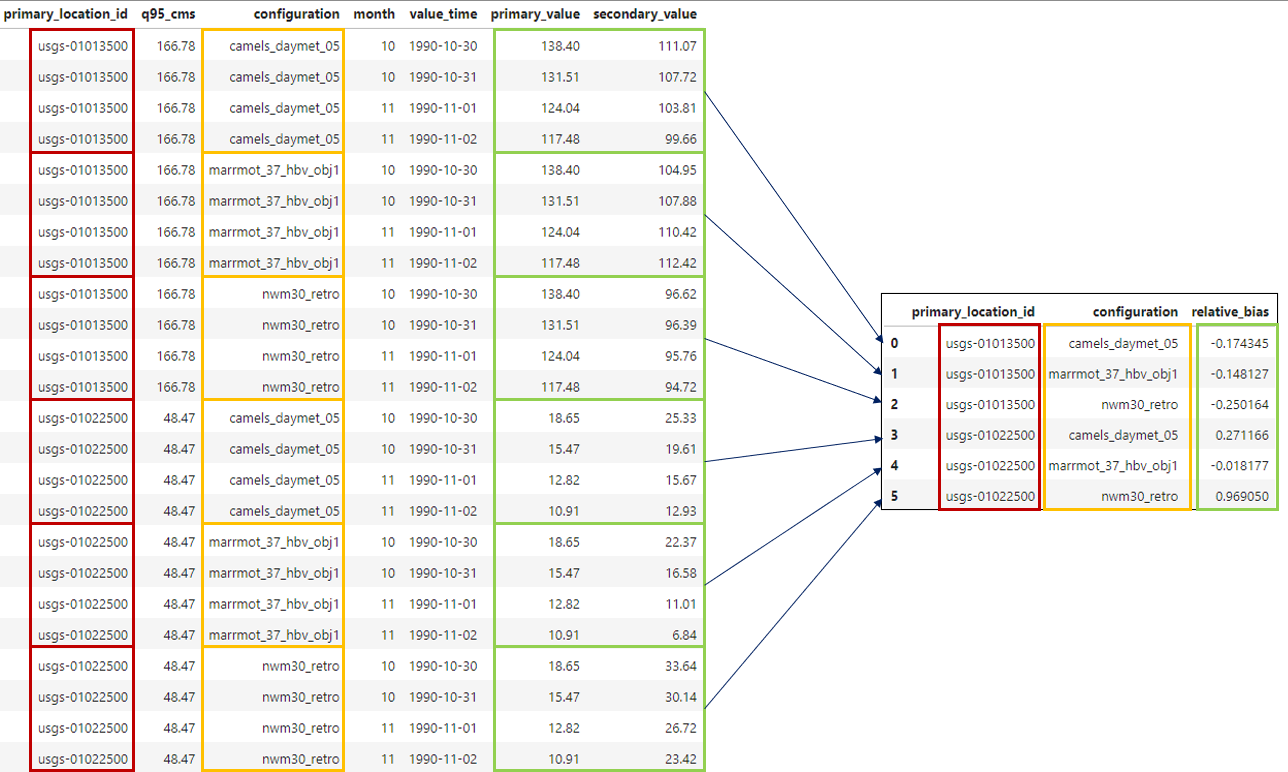 primary_location_id q95_cms configuration month value_time primary_value secondary_value
usgs-01013500 166.78 camels_daymet_05 10 1990-10-30 138.40 111.07
usgs-01013500 166.78 camels_daymet_05 10 1990-10-31 131.51 107.72
usgs-01013500 166.78 camels_daymet_05 11 1990-11-01 124.04 103.81
usgs-01013500 166.78 camels_daymet_05 11 1990-11-02 117.48 99.66
usgs-01013500 166.78 marrmot_37_hbv_obj1 10 1990-10-30 138.40 104.95
usgs-01013500 166.78 marrmot_37_hbv_obj1 10 1990-10-31 131.51 107.88
usgs-01013500 166.78 marrmot_37_hbv_obj1 11 1990-11-01 124.04 110.42
usgs-01013500 166.78 marrmot_37_hbv_obj1 11 1990-11-02 117.48 112.42
usgs-01013500 166.78 nwm30_retro 10 1990-10-30 138.40 96.62
usgs-01013500 166.78 nwm30_retro 10 1990-10-31 131.51 96.39
usgs-01013500 166.78 nwm30_retro 11 1990-11-01 124.04 95.76
usgs-01013500 166.78 nwm30_retro 11 1990-11-02 117.48 94.72
usgs-01022500 48.47 camels_daymet_05 10 1990-10-30 18.65 25.33
usgs-01022500 48.47 camels_daymet_05 10 1990-10-31 15.47 19.61
usgs-01022500 48.47 camels_daymet_05 11 1990-11-01 12.82 15.67
usgs-01022500 48.47 camels_daymet_05 11 1990-11-02 10.91 12.93
usgs-01022500 48.47 marrmot_37_hbv_obj1 10 1990-10-30 18.65 22.37
usgs-01022500 48.47 marrmot_37_hbv_obj1 10 1990-10-31 15.47 16.58
usgs-01022500 48.47 marrmot_37_hbv_obj1 11 1990-11-01 12.82 11.01
usgs-01022500 48.47 marrmot_37_hbv_obj1 11 1990-11-02 10.91 6.84
usgs-01022500 48.47 nwm30_retro 10 1990-10-30 18.65 33.64
usgs-01022500 48.47 nwm30_retro 10 1990-10-31 15.47 30.14
usgs-01022500 48.47 nwm30_retro 11 1990-11-01 12.82 26.72
usgs-01022500 48.47 nwm30_retro 11 1990-11-02 10.91 23.42
primary_location_id configuration relative_bias
0 usgs-01013500 camels_daymet_05 -0.174345
1 usgs-01013500 marrmot_37_hbv_obj1 -0.148127
2 usgs-01013500 nwm30_retro -0.250164
3 usgs-01022500 camels_daymet_05 0.271166
4 usgs-01022500 marrmot_37_hbv_obj1 -0.018177
5 usgs-01022500 nwm30_retro 0.969050